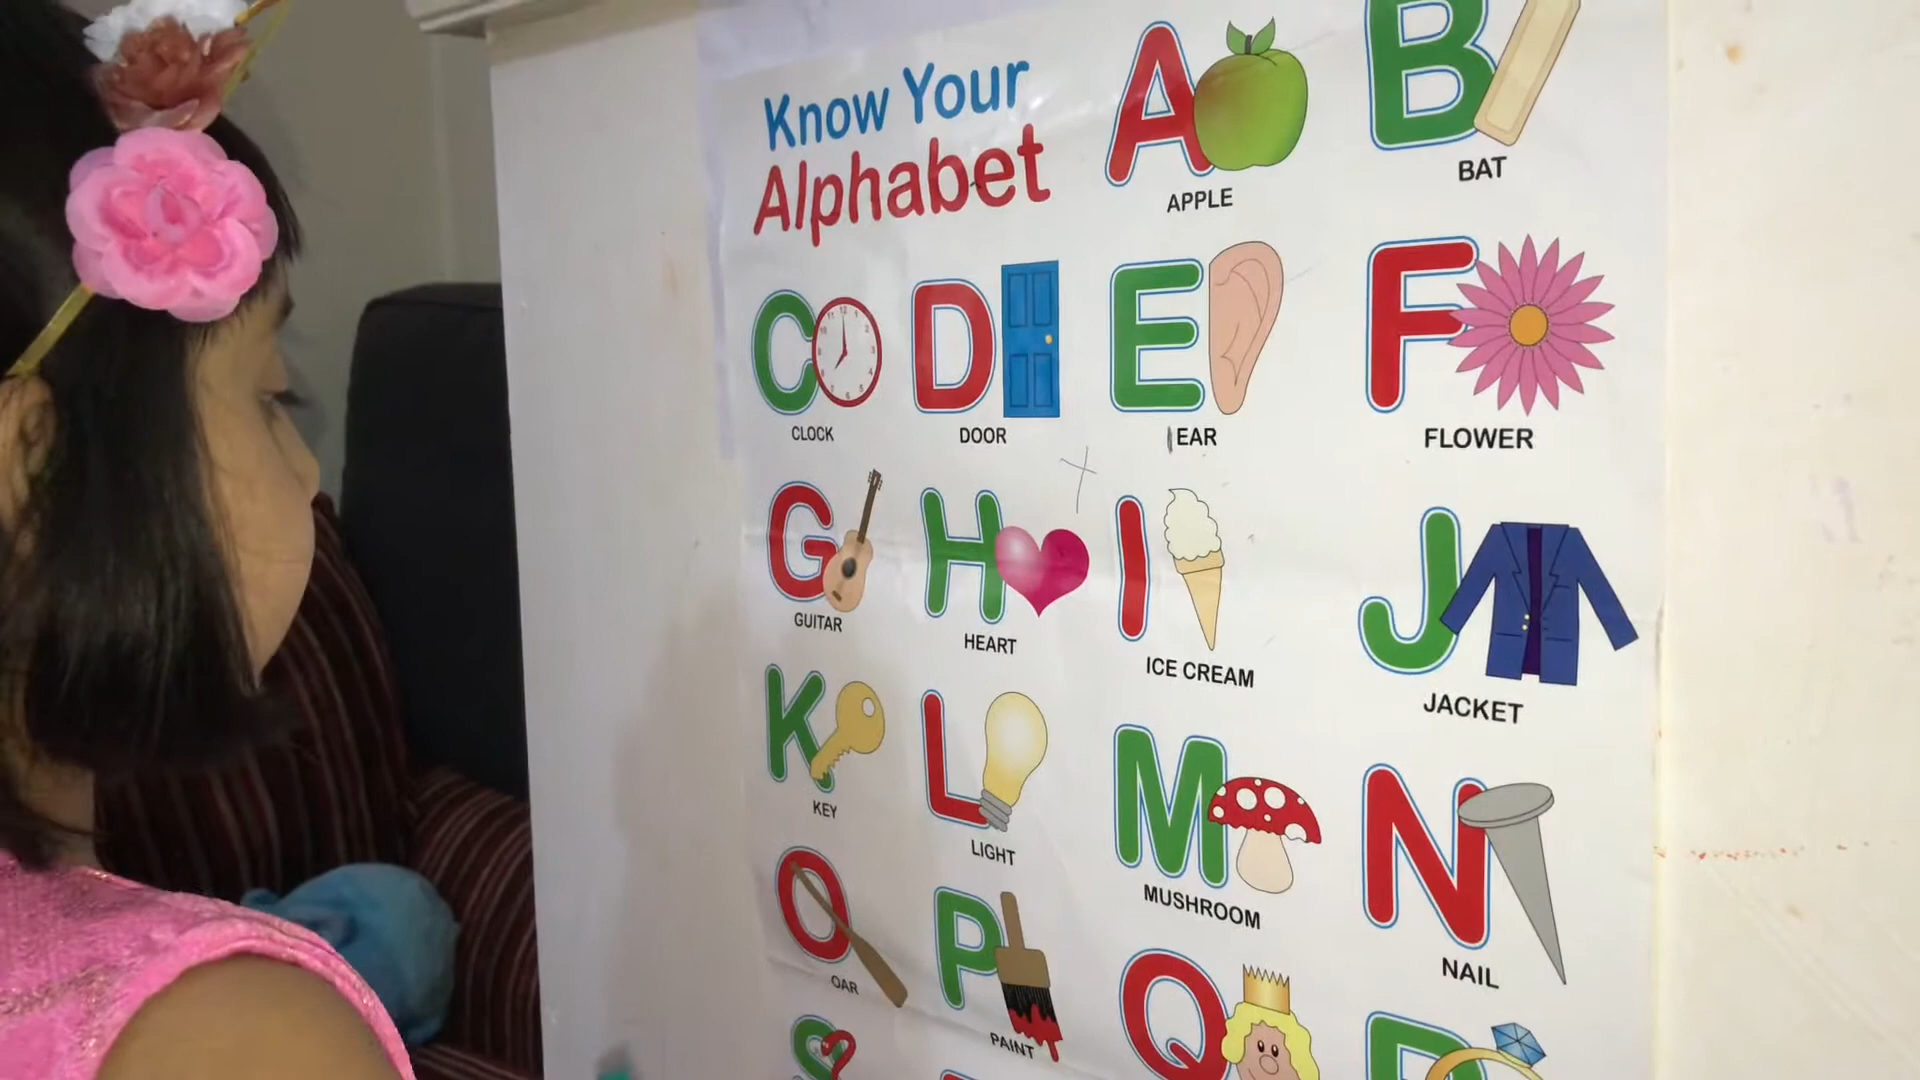 Know Your
Alphabet
A
APPLE
B
BAT
C
CLOCK
D
DOOR
E
EAR
F
FLOWER
G
GUITAR
H
HEART
I
ICE CREAM
J
JACKET
K
KEY
L
LIGHT
M
MUSHROOM
N
NAIL
O
OAR
P
PAINT
Q
R
S